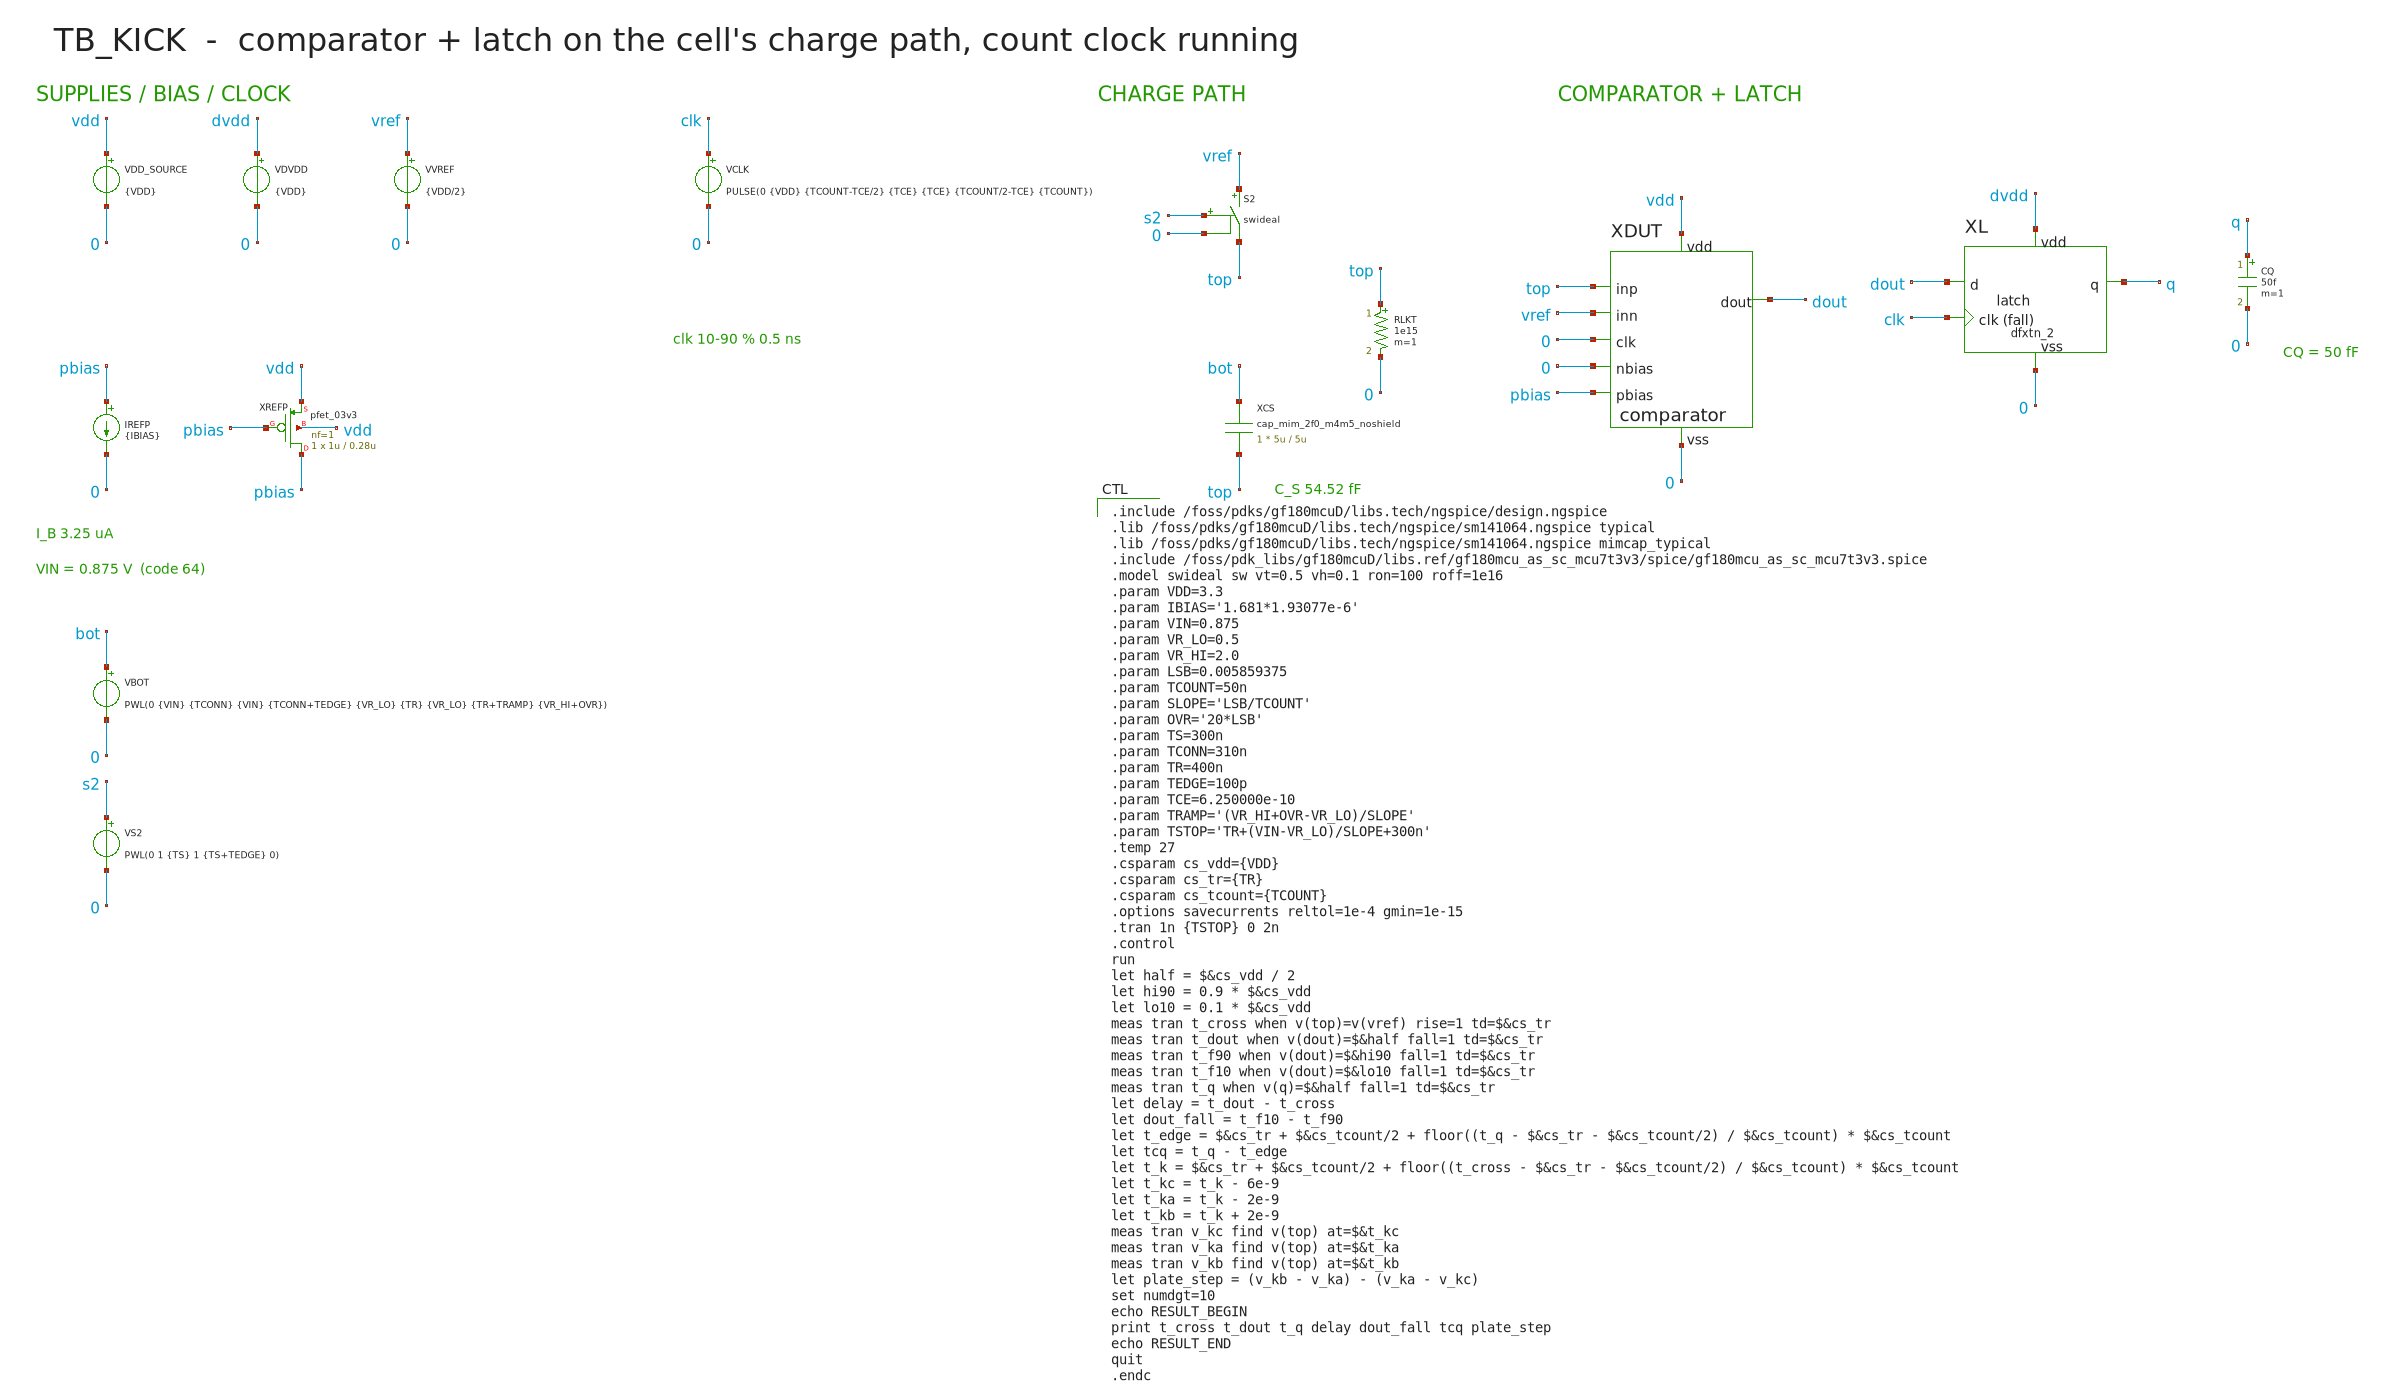 TB_KICK - comparator + latch on the cell's charge path, count clock running
SUPPLIES / BIAS / CLOCK
vdd
VDD_SOURCE
{VDD}
0
dvdd
VDVDD
{VDD}
0
vref
VVREF
{VDD/2}
0
clk
VCLK
PULSE(0 {VDD} {TCOUNT-TCE/2} {TCE} {TCE} {TCOUNT/2-TCE} {TCOUNT})
0
clk 10-90 % 0.5 ns
pbias
IREFP
{IBIAS}
0
vdd
XREFP
pfet_03v3
S
G
B
D
pbias
vdd
nf=1
1 x 1u / 0.28u
pbias
I_B 3.25 uA
VIN = 0.875 V (code 64)
bot
VBOT
PWL(0 {VIN} {TCONN} {VIN} {TCONN+TEDGE} {VR_LO} {TR} {VR_LO} {TR+TRAMP} {VR_HI+OVR})
0
s2
VS2
PWL(0 1 {TS} 1 {TS+TEDGE} 0)
0
CHARGE PATH
vref
S2
s2
swideal
0
top
top
1
RLKT
1e15
m=1
2
0
bot
XCS
cap_mim_2f0_m4m5_noshield
1 * 5u / 5u
top
C_S 54.52 fF
COMPARATOR + LATCH
vdd
XDUT
vdd
top
inp
vref
inn
0
clk
0
nbias
pbias
pbias
dout
dout
comparator
vss
0
dvdd
XL
vdd
dout
d
q
q
latch
clk
clk (fall)
dfxtn_2
vss
0
q
1
CQ
50f
m=1
2
0
CQ = 50 fF
CTL
.include /foss/pdks/gf180mcuD/libs.tech/ngspice/design.ngspice
.lib /foss/pdks/gf180mcuD/libs.tech/ngspice/sm141064.ngspice typical
.lib /foss/pdks/gf180mcuD/libs.tech/ngspice/sm141064.ngspice mimcap_typical
.include /foss/pdk_libs/gf180mcuD/libs.ref/gf180mcu_as_sc_mcu7t3v3/spice/gf180mcu_as_sc_mcu7t3v3.spice
.model swideal sw vt=0.5 vh=0.1 ron=100 roff=1e16
.param VDD=3.3
.param IBIAS='1.681*1.93077e-6'
.param VIN=0.875
.param VR_LO=0.5
.param VR_HI=2.0
.param LSB=0.005859375
.param TCOUNT=50n
.param SLOPE='LSB/TCOUNT'
.param OVR='20*LSB'
.param TS=300n
.param TCONN=310n
.param TR=400n
.param TEDGE=100p
.param TCE=6.250000e-10
.param TRAMP='(VR_HI+OVR-VR_LO)/SLOPE'
.param TSTOP='TR+(VIN-VR_LO)/SLOPE+300n'
.temp 27
.csparam cs_vdd={VDD}
.csparam cs_tr={TR}
.csparam cs_tcount={TCOUNT}
.options savecurrents reltol=1e-4 gmin=1e-15
.tran 1n {TSTOP} 0 2n
.control
run
let half = $&cs_vdd / 2
let hi90 = 0.9 * $&cs_vdd
let lo10 = 0.1 * $&cs_vdd
meas tran t_cross when v(top)=v(vref) rise=1 td=$&cs_tr
meas tran t_dout when v(dout)=$&half fall=1 td=$&cs_tr
meas tran t_f90 when v(dout)=$&hi90 fall=1 td=$&cs_tr
meas tran t_f10 when v(dout)=$&lo10 fall=1 td=$&cs_tr
meas tran t_q when v(q)=$&half fall=1 td=$&cs_tr
let delay = t_dout - t_cross
let dout_fall = t_f10 - t_f90
let t_edge = $&cs_tr + $&cs_tcount/2 + floor((t_q - $&cs_tr - $&cs_tcount/2) / $&cs_tcount) * $&cs_tcount
let tcq = t_q - t_edge
let t_k = $&cs_tr + $&cs_tcount/2 + floor((t_cross - $&cs_tr - $&cs_tcount/2) / $&cs_tcount) * $&cs_tcount
let t_kc = t_k - 6e-9
let t_ka = t_k - 2e-9
let t_kb = t_k + 2e-9
meas tran v_kc find v(top) at=$&t_kc
meas tran v_ka find v(top) at=$&t_ka
meas tran v_kb find v(top) at=$&t_kb
let plate_step = (v_kb - v_ka) - (v_ka - v_kc)
set numdgt=10
echo RESULT_BEGIN
print t_cross t_dout t_q delay dout_fall tcq plate_step
echo RESULT_END
quit
.endc